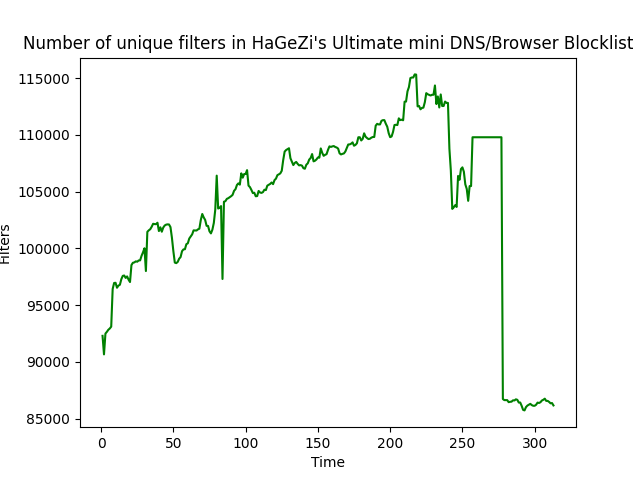 Number of unique filters in HaGeZi's Ultimate mini DNS/Browser Blocklist
115000
110000
105000
100000
95000
90000
85000
Filters
0 50 100 150 200 250 300
Time